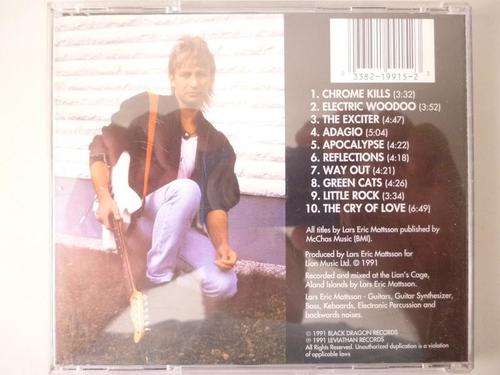 0 3382-19915-2 8
1. CHROME KILLS (3:32)
2. ELECTRIC WOODOO (3:52)
3. THE EXCITER (4:47)
4. ADAGIO (5:04)
5. APOCALYPSE (4:22)
6. REFLECTIONS (4:18)
7. WAY OUT (4:21)
8. GREEN CATS (4:26)
9. LITTLE ROCK (3:34)
10. THE CRY OF LOVE (6:49)
All titles by Lars Eric Mattsson published by
McChas Music (BMI).
Produced by Lars Eric Mattsson for
Lion Music Ltd. © 1991
Recorded and mixed at the Lion's Cage,
Aland Islands by Lars Eric Mattsson.
Lars Eric Mattsson - Guitars, Guitar Synthesizer,
Bass, Keboards, Electronic Percussion and
backwords noises.
© 1991 BLACK DRAGON RECORDS
℗ 1991 LEVIATHAN RECORDS
All Rights Reserved. Unauthorized duplication is a violation
of applicable laws